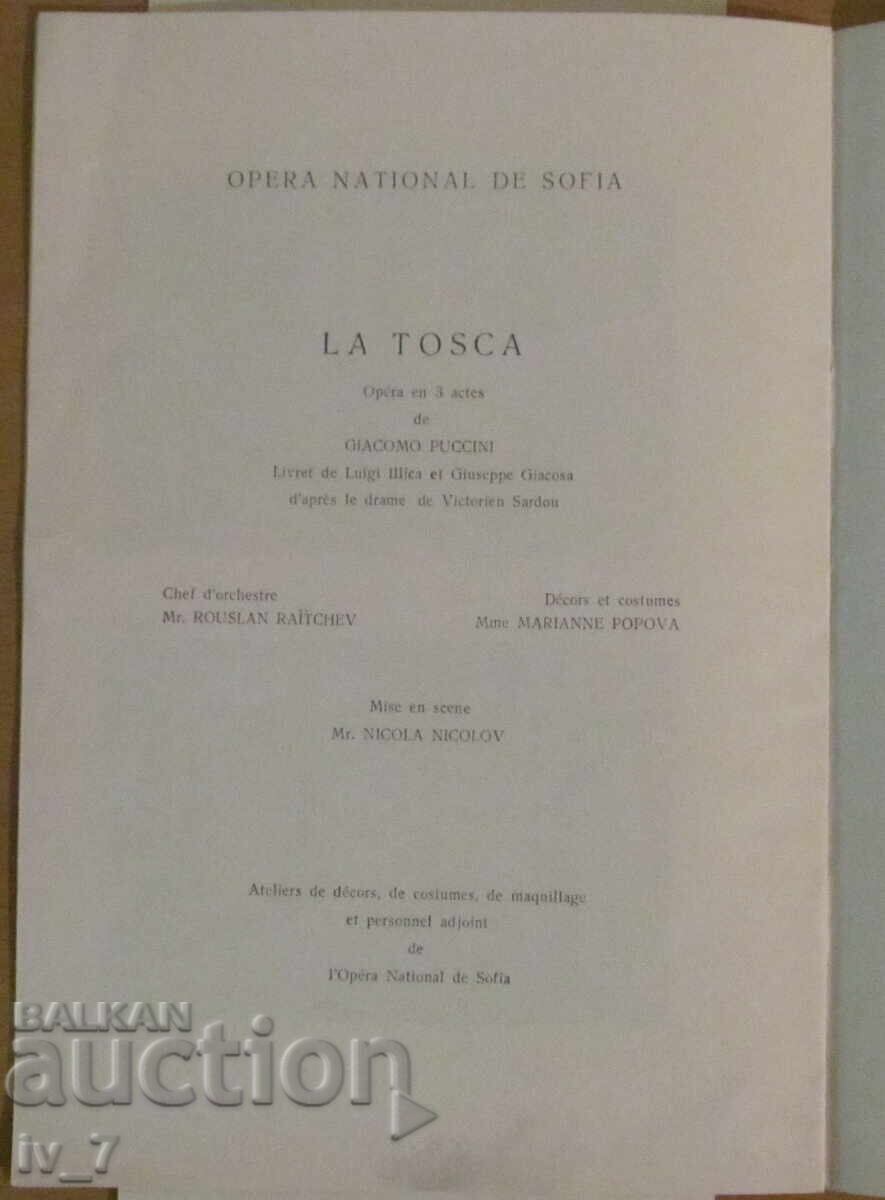 OPERA NATIONAL DE SOFIA
LA TOSCA
Opéra en 3 actes
de
GIACOMO PUCCINI
Livret de Luigi Illica et Giuseppe Giacosa
d'après le drame de Victorien Sardou
Chef d'orchestre
Mr. ROUSLAN RAÏTCHEV
Décors et costumes
Mme MARIANNE POPOVA
Mise en scene
Mr. NICOLA NICOLOV
Ateliers de décors, de costumes, de maquillage
et personnel adjoint
de
l'Opéra National de Sofia
BALKAN
auction
iv_7